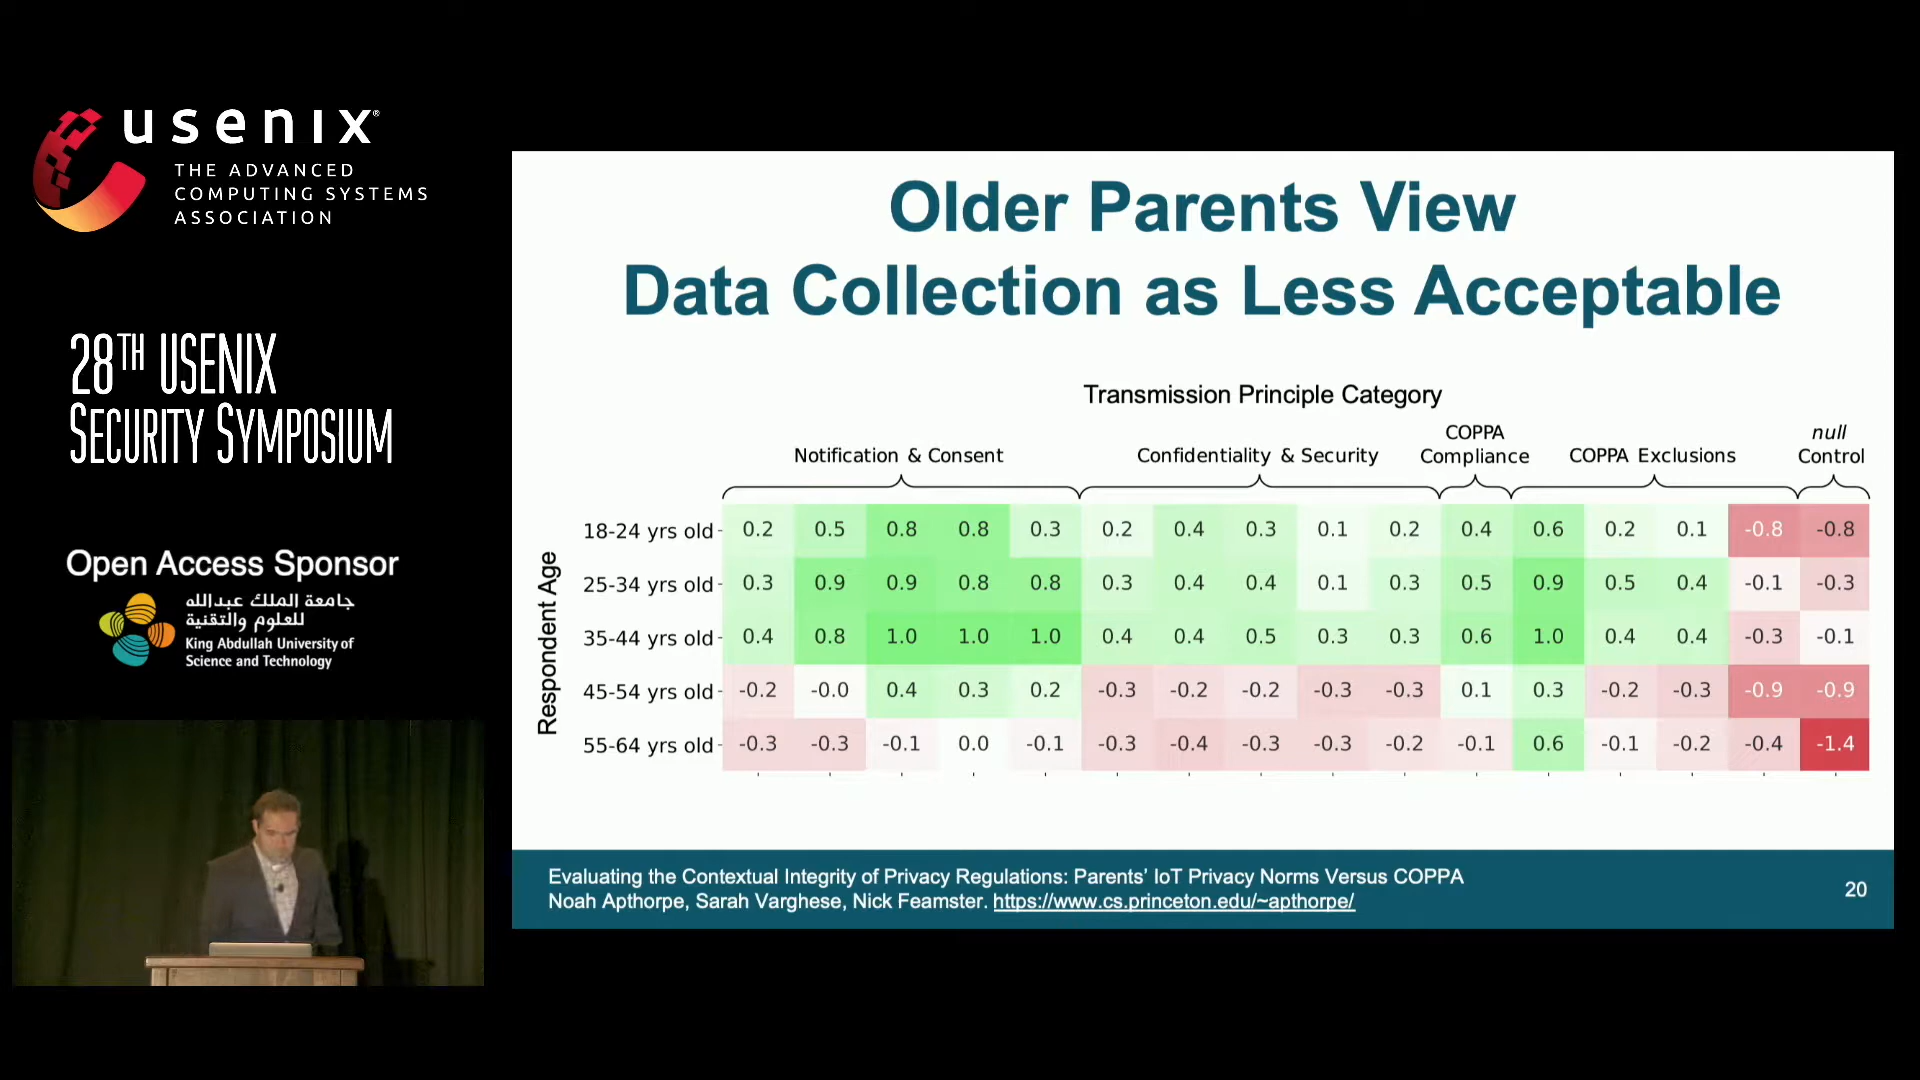 usenix®
THE ADVANCED
COMPUTING SYSTEMS
ASSOCIATION
28TH USENIX
SECURITY SYMPOSIUM
Open Access Sponsor
جامعة الملك عبدالله
للعلوم والتقنية
King Abdullah University of
Science and Technology
Older Parents View
Data Collection as Less Acceptable
Transmission Principle Category
Notification & Consent
Confidentiality & Security
COPPA
Compliance
COPPA Exclusions
null
Control
Respondent Age
18-24 yrs old 0.2 0.5 0.8 0.8 0.3 0.2 0.4 0.3 0.1 0.2 0.4 0.6 0.2 0.1 -0.8 -0.8
25-34 yrs old 0.3 0.9 0.9 0.8 0.8 0.3 0.4 0.4 0.1 0.3 0.5 0.9 0.5 0.4 -0.1 -0.3
35-44 yrs old 0.4 0.8 1.0 1.0 1.0 0.4 0.4 0.5 0.3 0.3 0.6 1.0 0.4 0.4 -0.3 -0.1
45-54 yrs old -0.2 -0.0 0.4 0.3 0.2 -0.3 -0.2 -0.2 -0.3 -0.3 0.1 0.3 -0.2 -0.3 -0.9 -0.9
55-64 yrs old -0.3 -0.3 -0.1 0.0 -0.1 -0.3 -0.4 -0.3 -0.3 -0.2 -0.1 0.6 -0.1 -0.2 -0.4 -1.4
Evaluating the Contextual Integrity of Privacy Regulations: Parents' IoT Privacy Norms Versus COPPA
Noah Apthorpe, Sarah Varghese, Nick Feamster. https://www.cs.princeton.edu/~apthorpe/
20